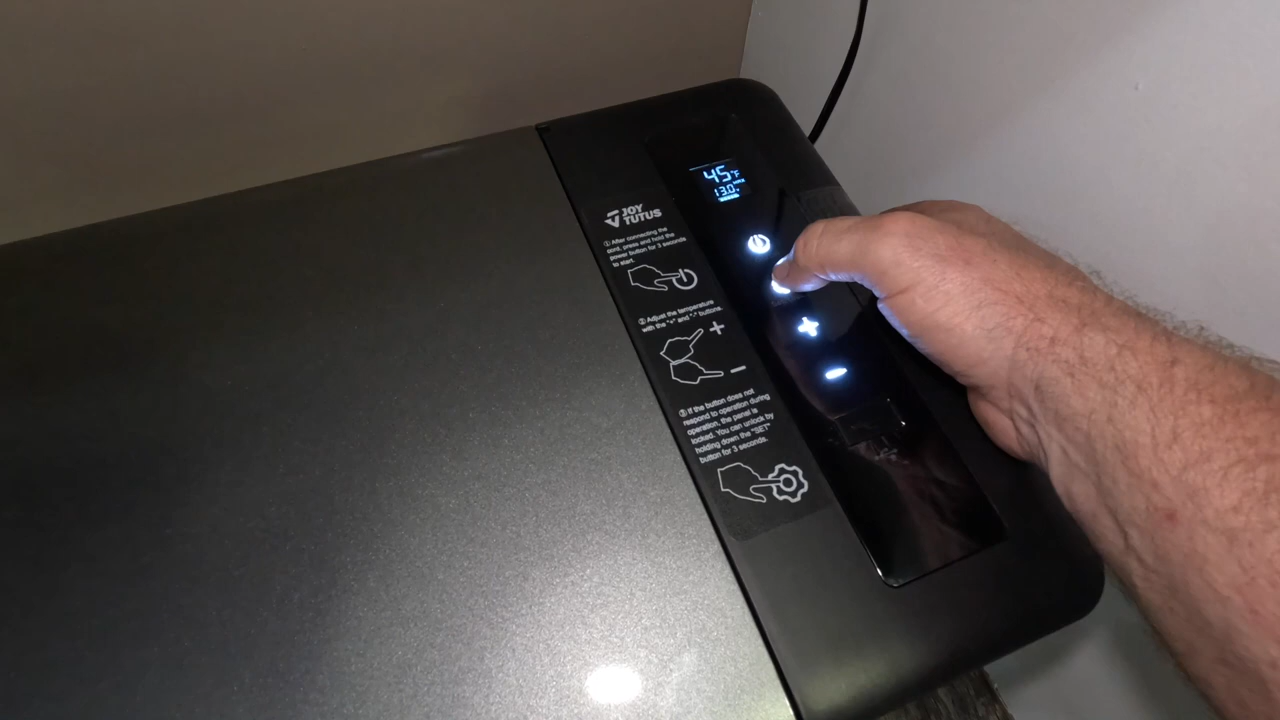 45°F
MAX
13.0V
JOY
TUTUS
① After connecting the
cord, press and hold the
power button for 3 seconds
to start.
② Adjust the temperature
with the "+" and "-" buttons.
③ If the button does not
respond to operation during
operation, the panel is
locked. You can unlock by
holding down the "SET"
button for 3 seconds.